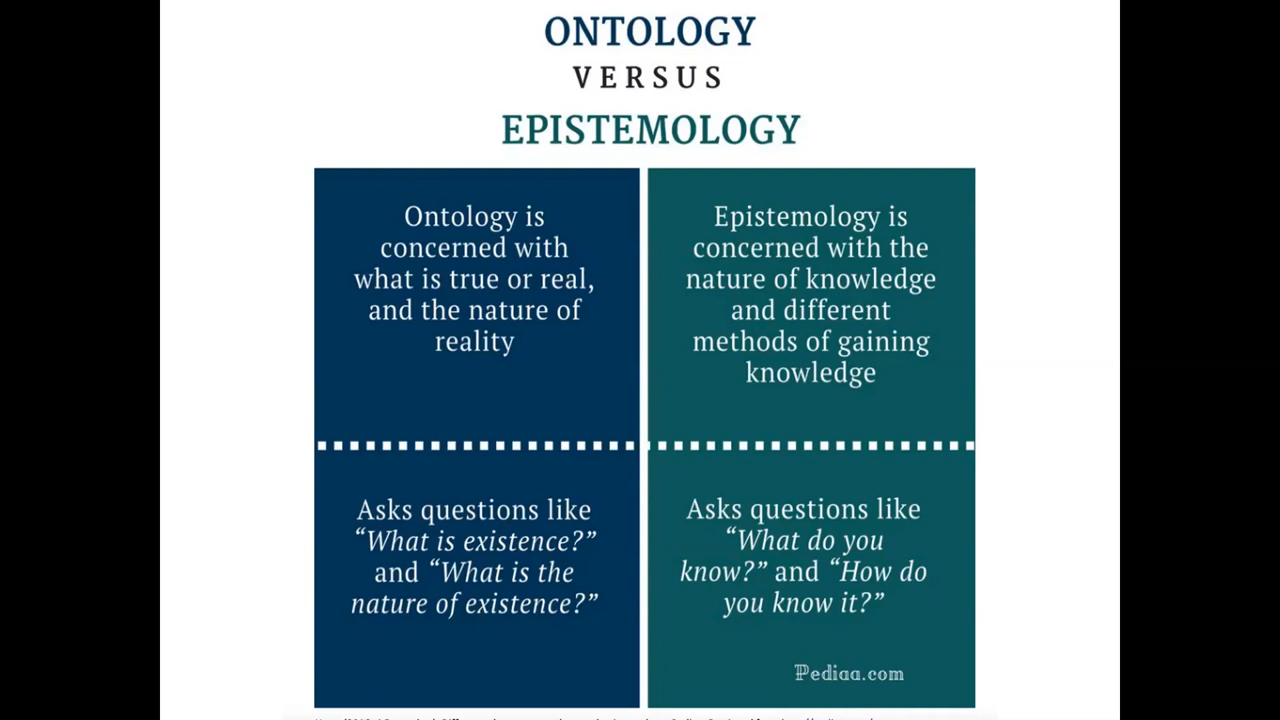 ONTOLOGY
VERSUS
EPISTEMOLOGY
Ontology is
concerned with
what is true or real,
and the nature of
reality
Asks questions like
“What is existence?”
and “What is the
nature of existence?”
Epistemology is
concerned with the
nature of knowledge
and different
methods of gaining
knowledge
Asks questions like
“What do you
know?” and “How do
you know it?”
Pediaa.com